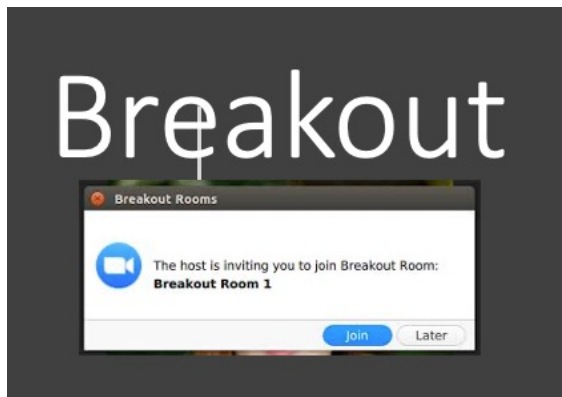 Breakout
Breakout Rooms
The host is inviting you to join Breakout Room:
Breakout Room 1
Join Later